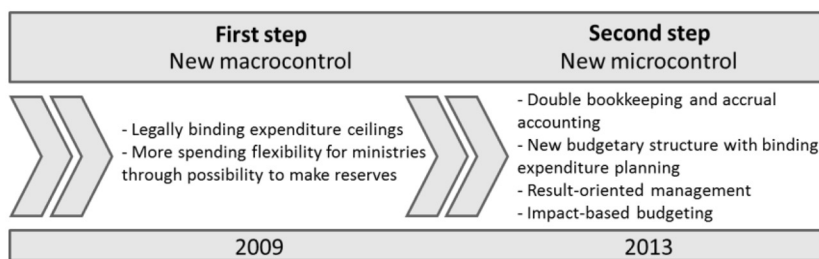 First step
New macrocontrol
Second step
New microcontrol
- Legally binding expenditure ceilings
- More spending flexibility for ministries
through possibility to make reserves
- Double bookkeeping and accrual
accounting
- New budgetary structure with binding
expenditure planning
- Result-oriented management
- Impact-based budgeting
2009
2013